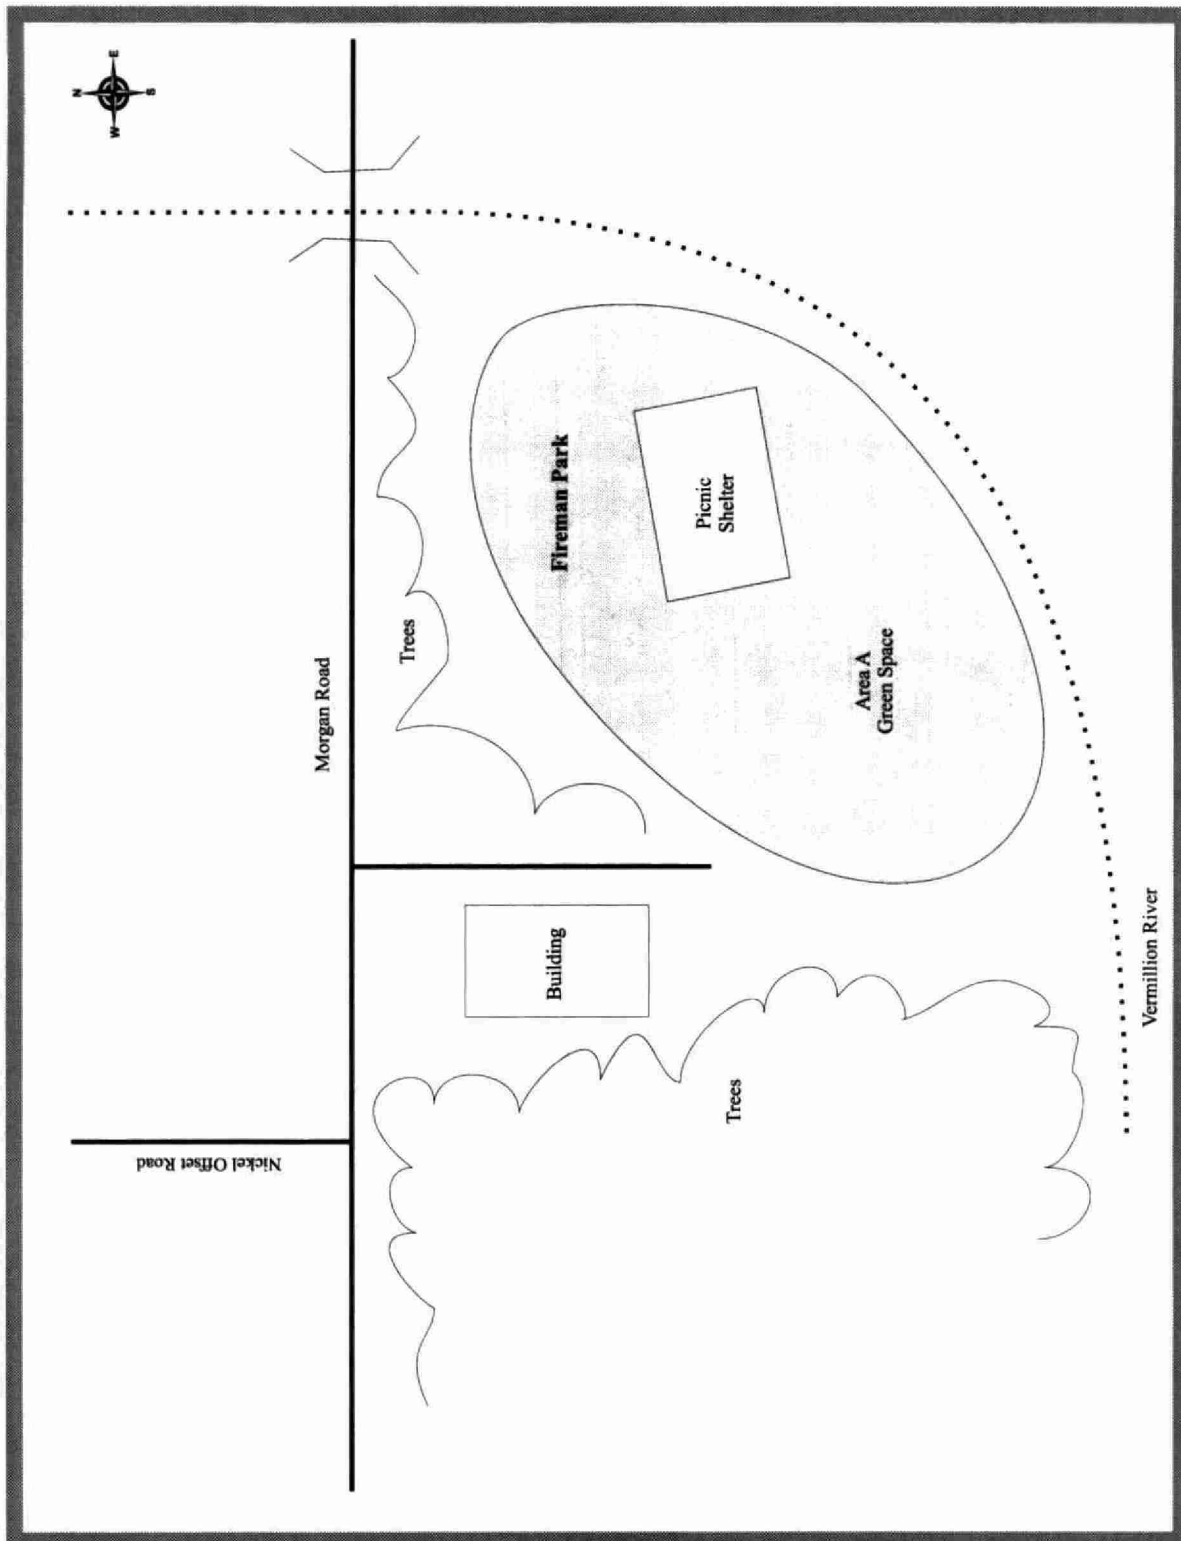 N
E
S
W
Nickel Offset Road
Morgan Road
Trees
Building
Fireman Park
Picnic
Shelter
Area A
Green Space
Trees
Vermillion River